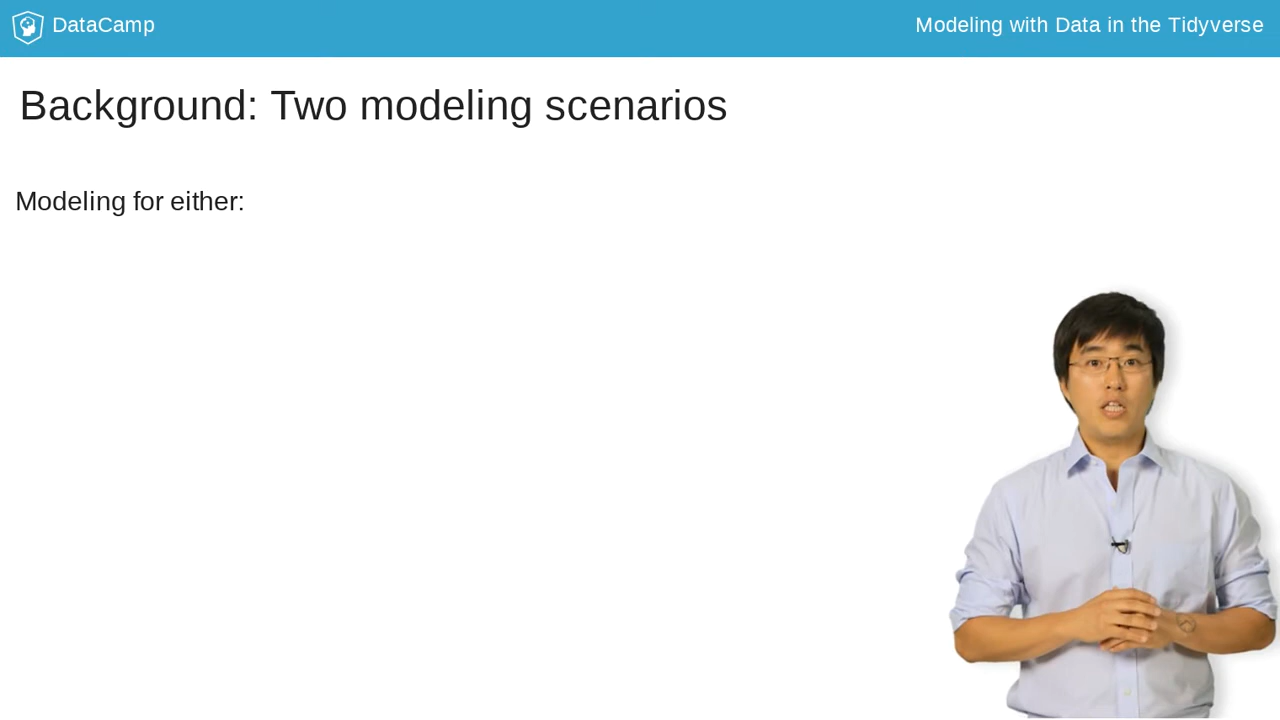 DataCamp
Modeling with Data in the Tidyverse
Background: Two modeling scenarios
Modeling for either: